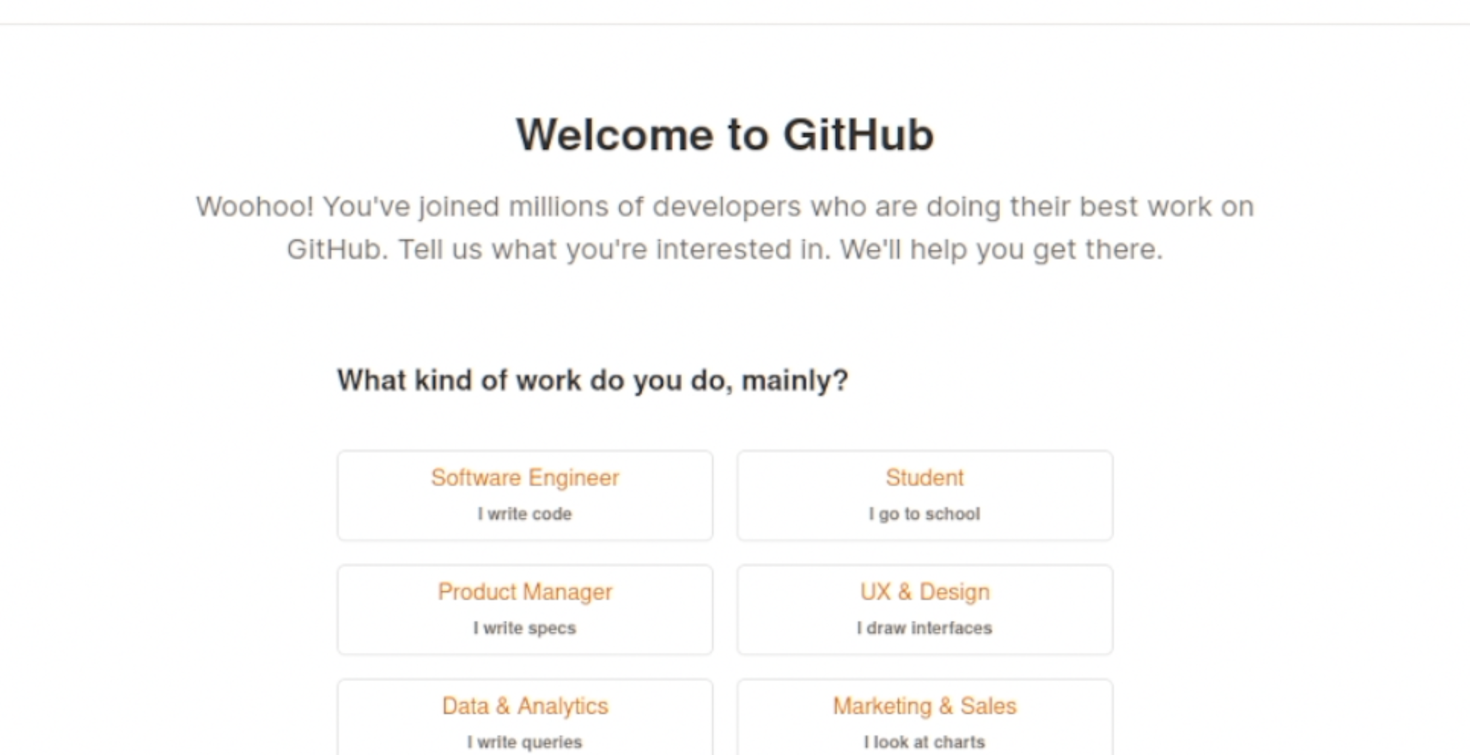 Welcome to GitHub
Woohoo! You've joined millions of developers who are doing their best work on
GitHub. Tell us what you're interested in. We'll help you get there.
What kind of work do you do, mainly?
Software Engineer
I write code
Student
I go to school
Product Manager
I write specs
UX & Design
I draw interfaces
Data & Analytics
I write queries
Marketing & Sales
I look at charts